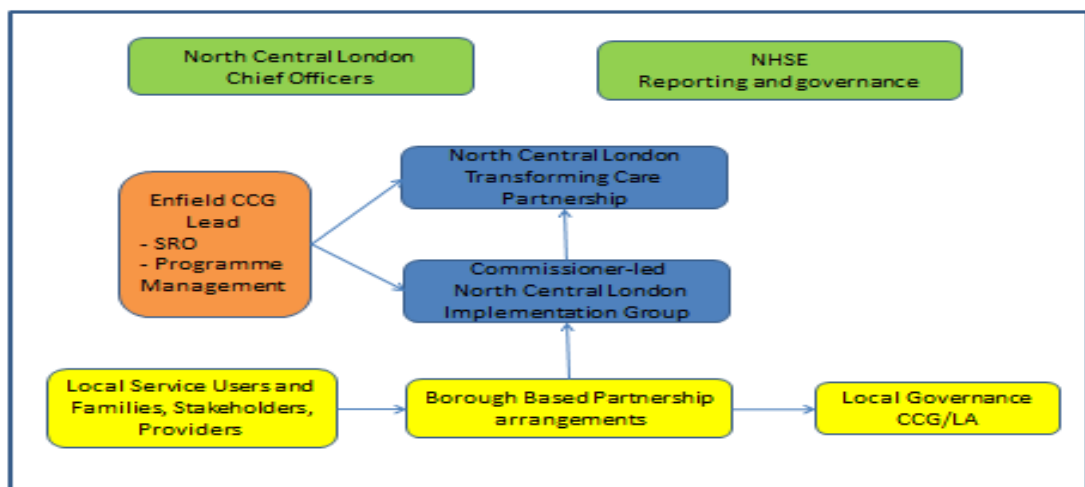 North Central London
Chief Officers
NHSE
Reporting and governance
North Central London
Transforming Care
Partnership
Enfield CCG
Lead
- SRO
- Programme
Management
Commissioner-led
North Central London
Implementation Group
Local Service Users and
Families, Stakeholders,
Providers
Borough Based Partnership
arrangements
Local Governance
CCG/LA